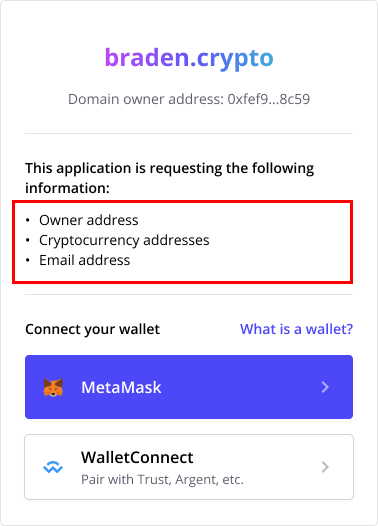 braden.crypto
Domain owner address: 0xfef9...8c59
This application is requesting the following
information:
• Owner address
• Cryptocurrency addresses
• Email address
Connect your wallet
What is a wallet?
MetaMask
WalletConnect
Pair with Trust, Argent, etc.